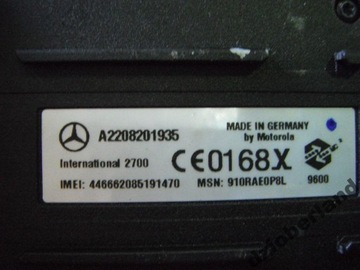 A2208201935
MADE IN GERMANY
by Motorola
International 2700
CE0168X
9600
IMEI: 446662085191470
MSN: 910RAE0P8L